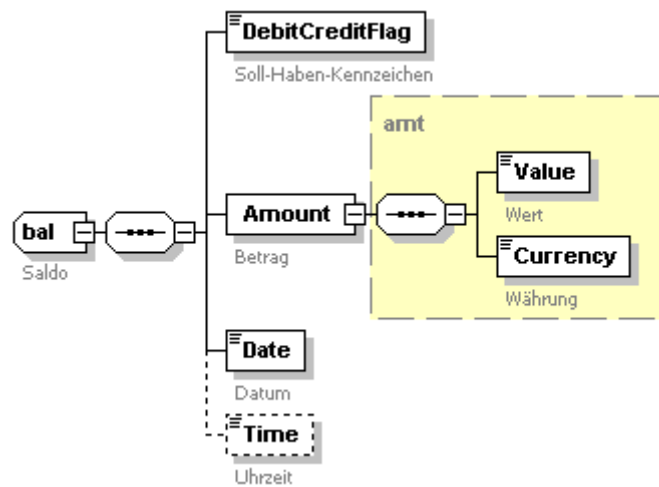 DebitCreditFlag
Soll-Haben-Kennzeichen
amt
Value
Wert
bal
Saldo
Amount
Betrag
Currency
Währung
Date
Datum
Time
Uhrzeit